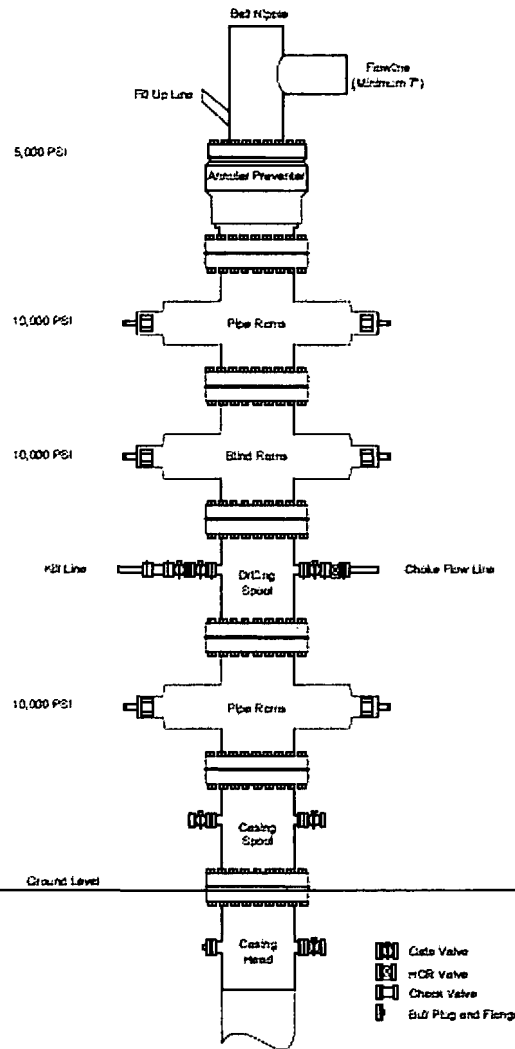 Bell Nipple
Flowline
(Minimum 7")
Fill Up Line
5,000 PSI
Annular Preventer
10,000 PSI
Pipe Rams
10,000 PSI
Blind Rams
Kill Line
Drilling
Spool
Choke Flow Line
10,000 PSI
Pipe Rams
Casing
Spool
Ground Level
Casing
Head
Gate Valve
HCR Valve
Check Valve
Bull Plug and Flange